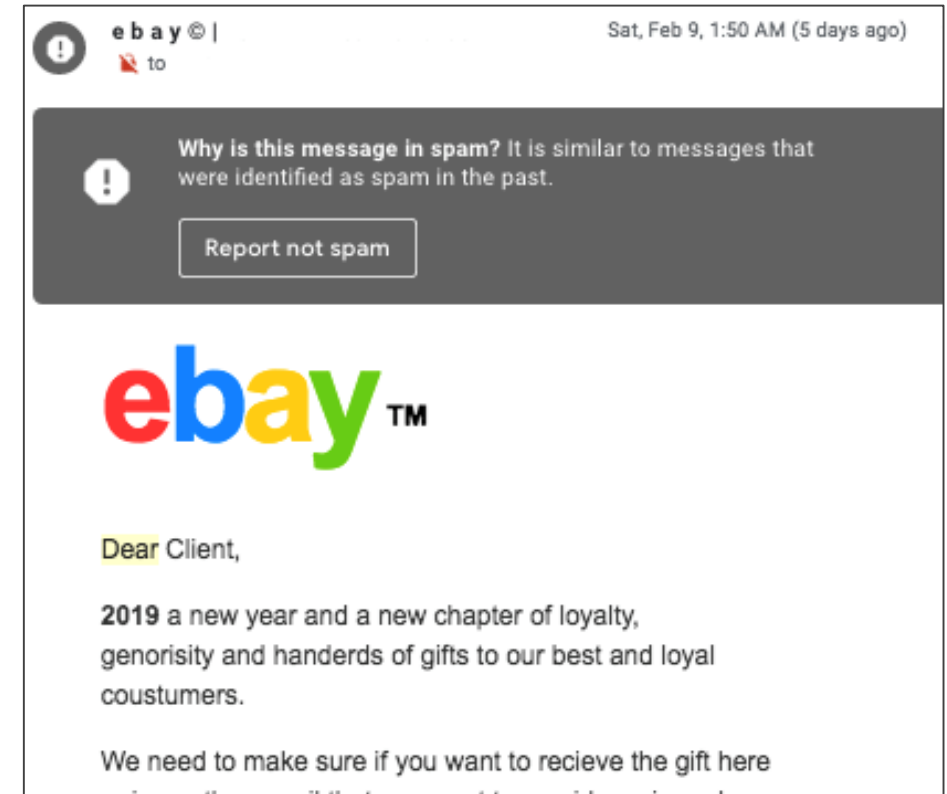 e b a y © |
Sat, Feb 9, 1:50 AM (5 days ago)
to
Why is this message in spam? It is similar to messages that
were identified as spam in the past.
Report not spam
ebay™
Dear Client,
2019 a new year and a new chapter of loyalty,
genorisity and handerds of gifts to our best and loyal
coustumers.
We need to make sure if you want to recieve the gift here